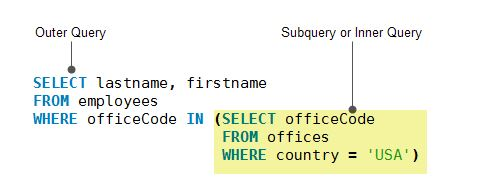 Outer Query
Subquery or Inner Query
SELECT lastname, firstname
FROM employees
WHERE officeCode IN (SELECT officeCode
FROM offices
WHERE country = 'USA')